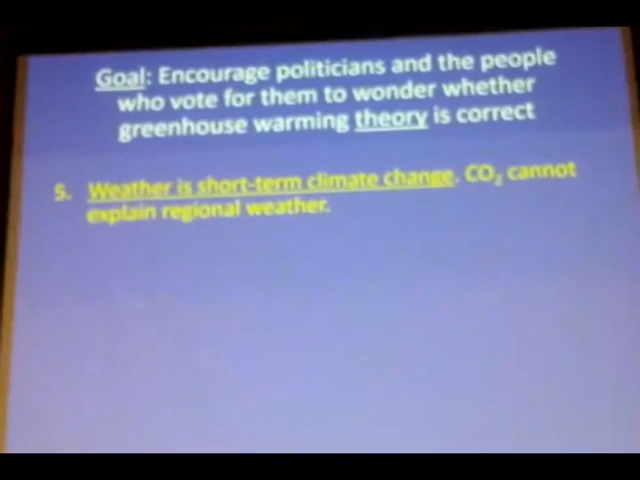 Goal: Encourage politicians and the people
who vote for them to wonder whether
greenhouse warming theory is correct
5. Weather is short-term climate change. CO₂ cannot
explain regional weather.